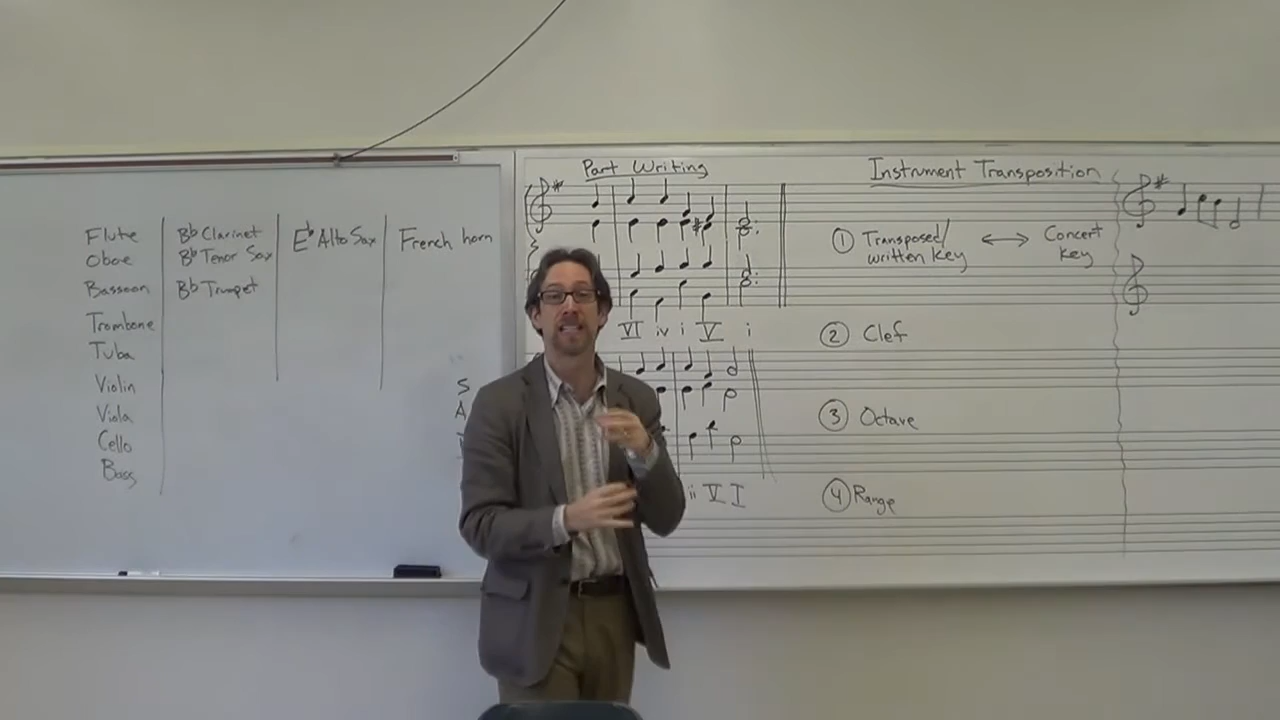 Flute
Oboe
Bassoon
Trombone
Tuba
Violin
Viola
Cello
Bass
B♭ Clarinet
B♭ Tenor Sax
B♭ Trumpet
E♭ Alto Sax
French horn
Part Writing
VI iv i V i
S
A
ii V I
Instrument Transposition
① Transposed/ ↔ Concert
written key key
② Clef
③ Octave
④ Range